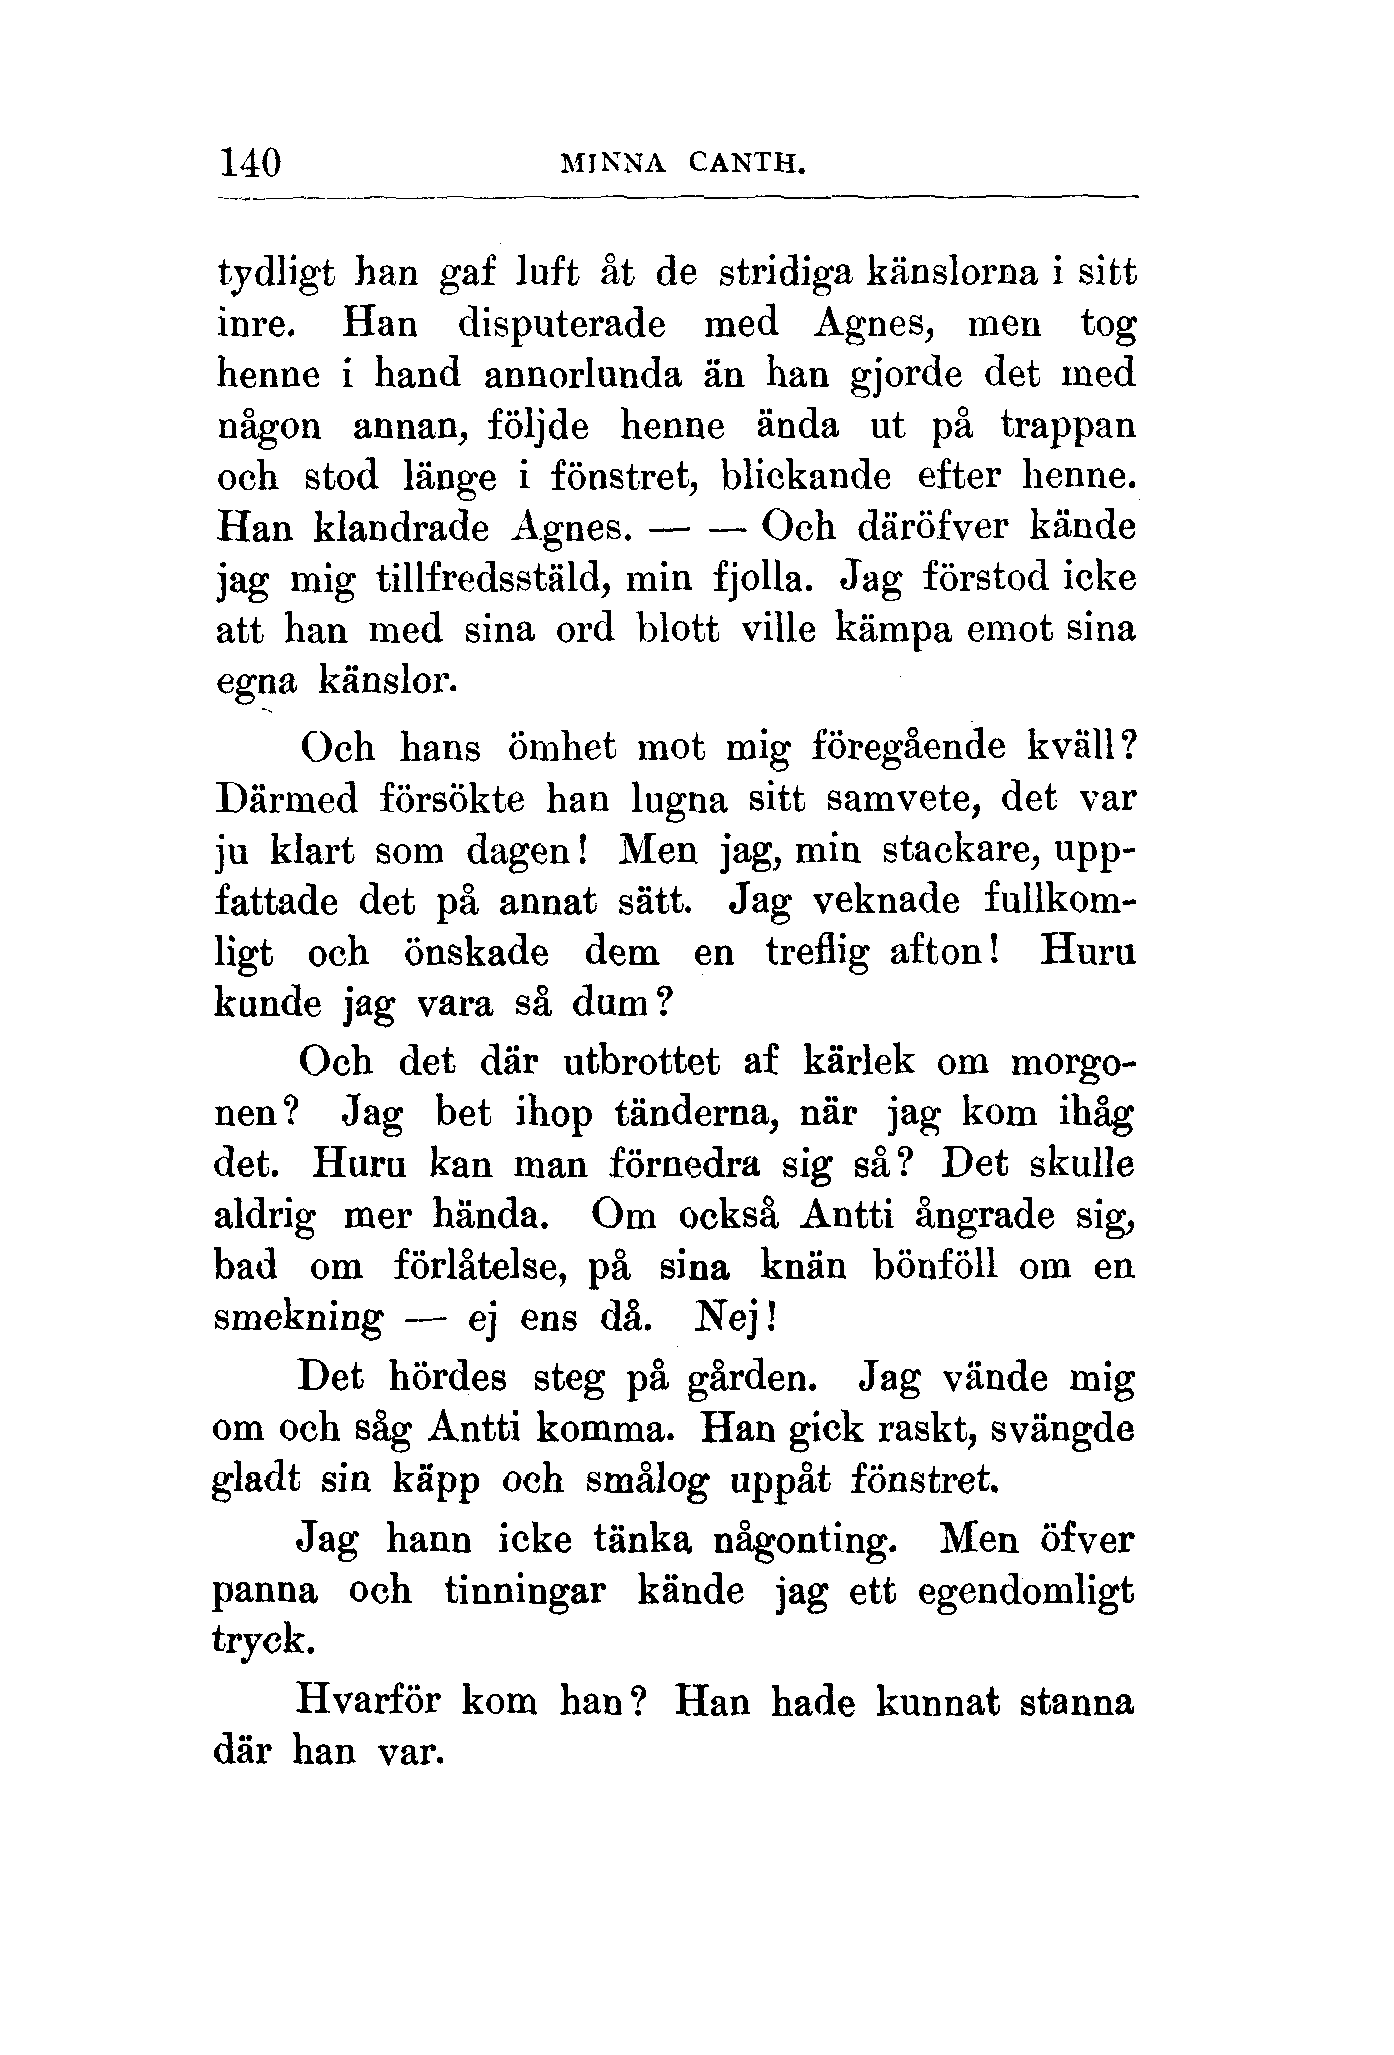 140 MINNA CANTH.
tydligt han gaf luft åt de stridiga känslorna i sitt
inre. Han disputerade med Agnes, men tog
henne i hand annorlunda än han gjorde det med
någon annan, följde henne ända ut på trappan
och stod länge i fönstret, blickande efter henne.
Han klandrade Agnes. — — Och däröfver kände
jag mig tillfredsstäld, min fjolla. Jag förstod icke
att han med sina ord blott ville kämpa emot sina
egna känslor.
Och hans ömhet mot mig föregående kväll?
Därmed försökte han lugna sitt samvete, det var
ju klart som dagen! Men jag, min stackare, upp-
fattade det på annat sätt. Jag veknade fullkom-
ligt och önskade dem en treflig afton! Huru
kunde jag vara så dum?
Och det där utbrottet af kärlek om morgo-
nen? Jag bet ihop tänderna, när jag kom ihåg
det. Huru kan man förnedra sig så? Det skulle
aldrig mer hända. Om också Antti ångrade sig,
bad om förlåtelse, på sina knän bönföll om en
smekning — ej ens då. Nej!
Det hördes steg på gården. Jag vände mig
om och såg Antti komma. Han gick raskt, svängde
gladt sin käpp och smålog uppåt fönstret.
Jag hann icke tänka någonting. Men öfver
panna och tinningar kände jag ett egendomligt
tryck.
Hvarför kom han? Han hade kunnat stanna
där han var.